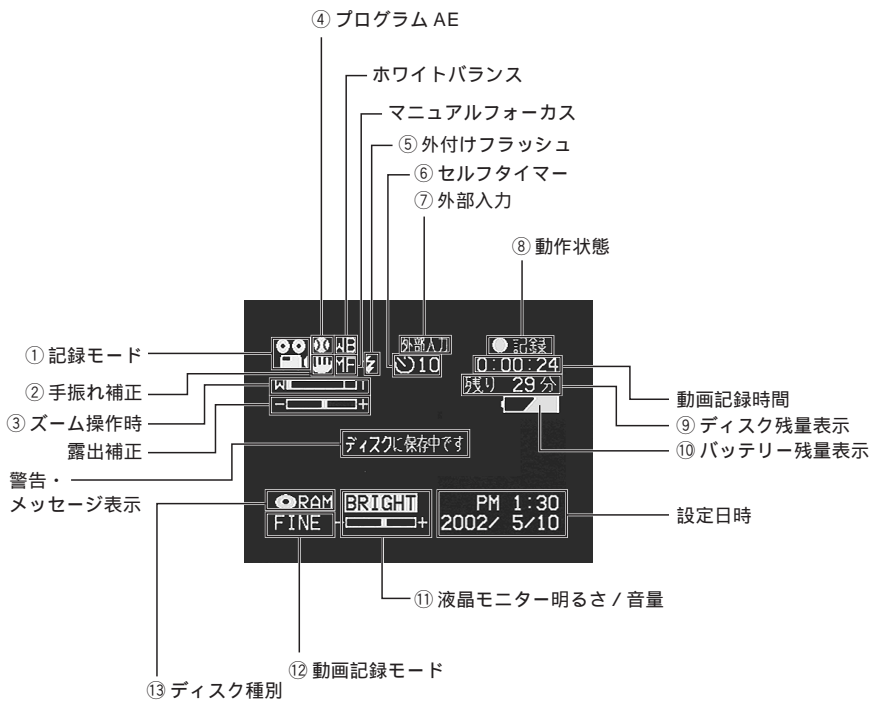 ④ プログラム AE
ホワイトバランス
マニュアルフォーカス
⑤ 外付けフラッシュ
⑥ セルフタイマー
⑦ 外部入力
⑧ 動作状態
① 記録モード
② 手振れ補正
③ ズーム操作時
露出補正
警告・
メッセージ表示
WB
外部入力
●記録
MF
10
0:00:24
W T
残り 29分
- +
ディスクに保存中です
RAM
BRIGHT
PM 1:30
FINE
- +
2002/ 5/10
動画記録時間
⑨ ディスク残量表示
⑩ バッテリー残量表示
設定日時
⑪ 液晶モニター明るさ / 音量
⑫ 動画記録モード
⑬ ディスク種別